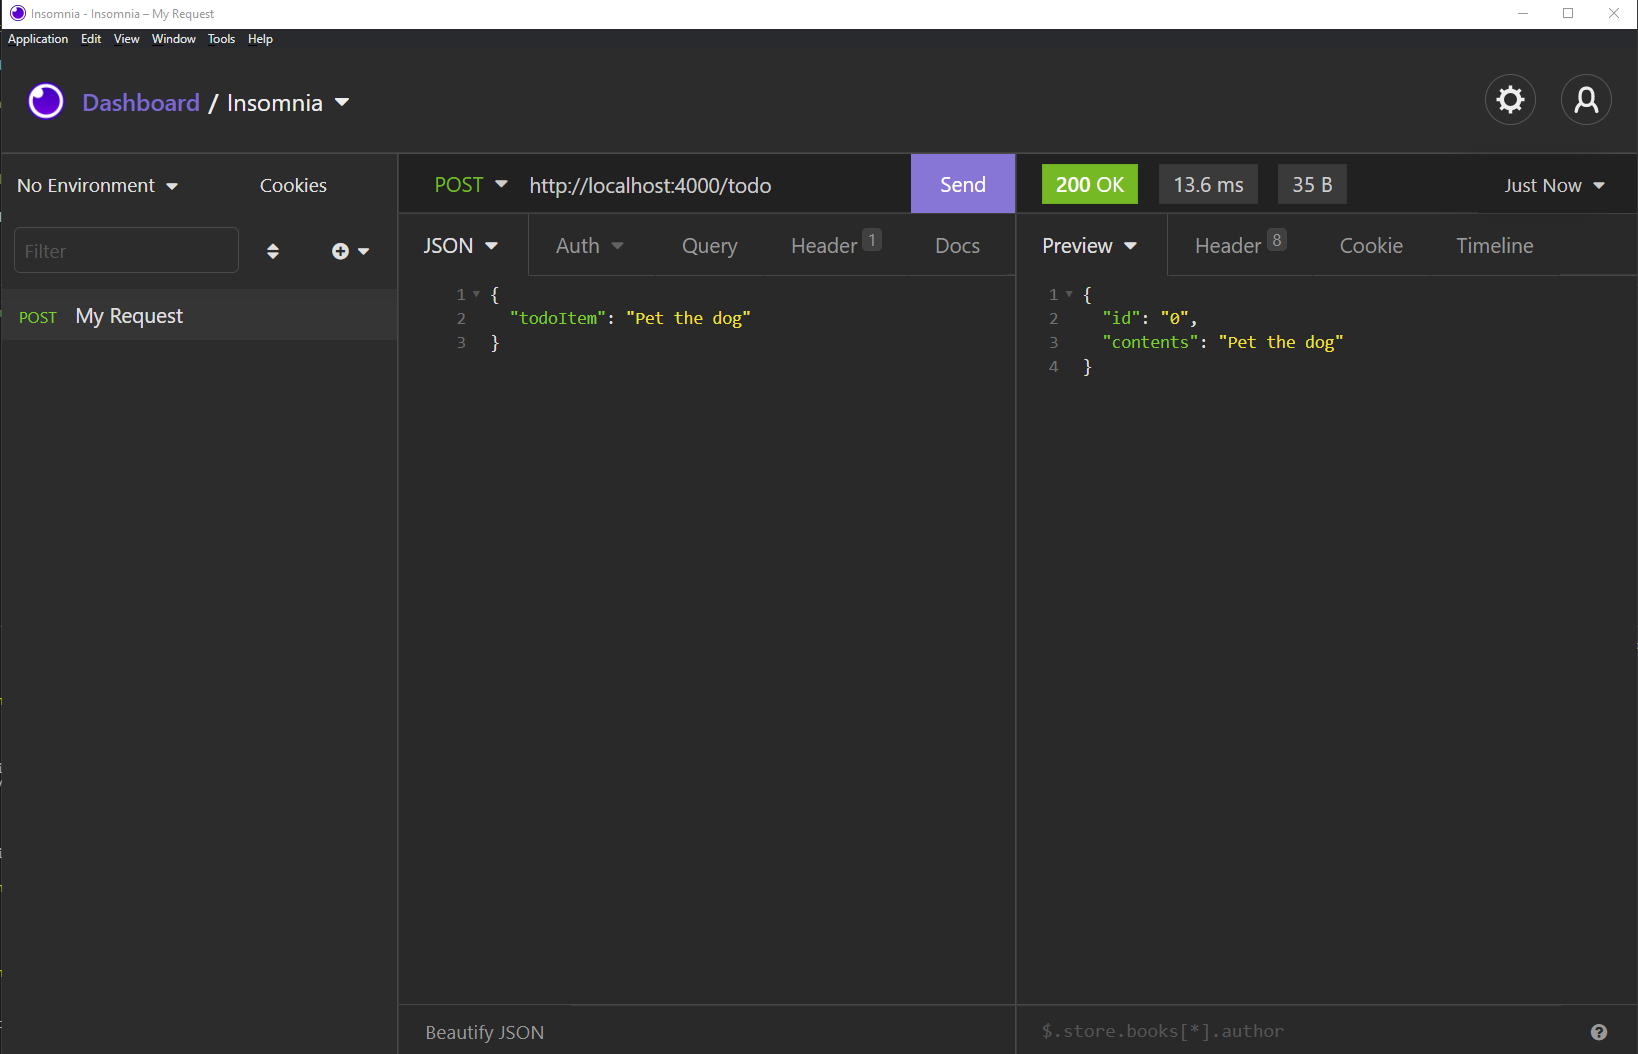 Insomnia - Insomnia – My Request
Application Edit View Window Tools Help
Dashboard / Insomnia
No Environment Cookies
Filter
POST My Request
POST http://localhost:4000/todo Send
JSON Auth Query Header 1 Docs
1 {
2 "todoItem": "Pet the dog"
3 }
Beautify JSON
200 OK 13.6 ms 35 B Just Now
Preview Header 8 Cookie Timeline
1 {
2 "id": "0",
3 "contents": "Pet the dog"
4 }
$.store.books[*].author